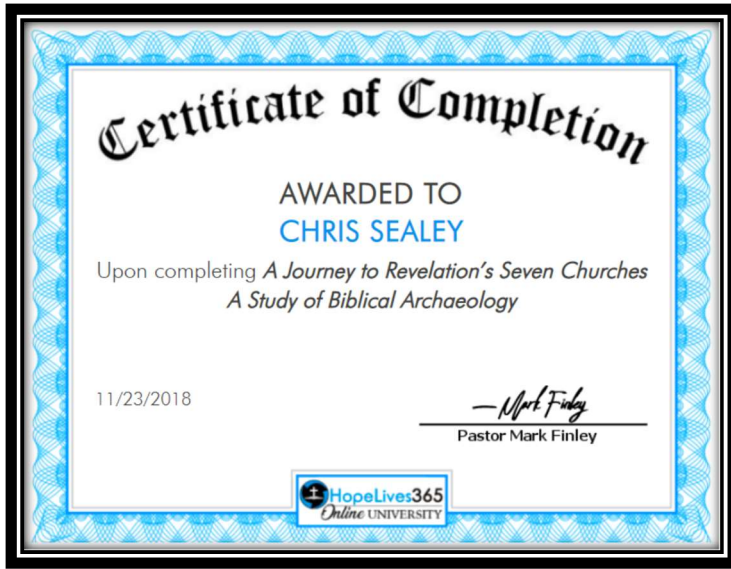 Certificate of Completion
AWARDED TO
CHRIS SEALEY
Upon completing A Journey to Revelation's Seven Churches
A Study of Biblical Archaeology
11/23/2018
Mark Finley
Pastor Mark Finley
HopeLives365
Online UNIVERSITY